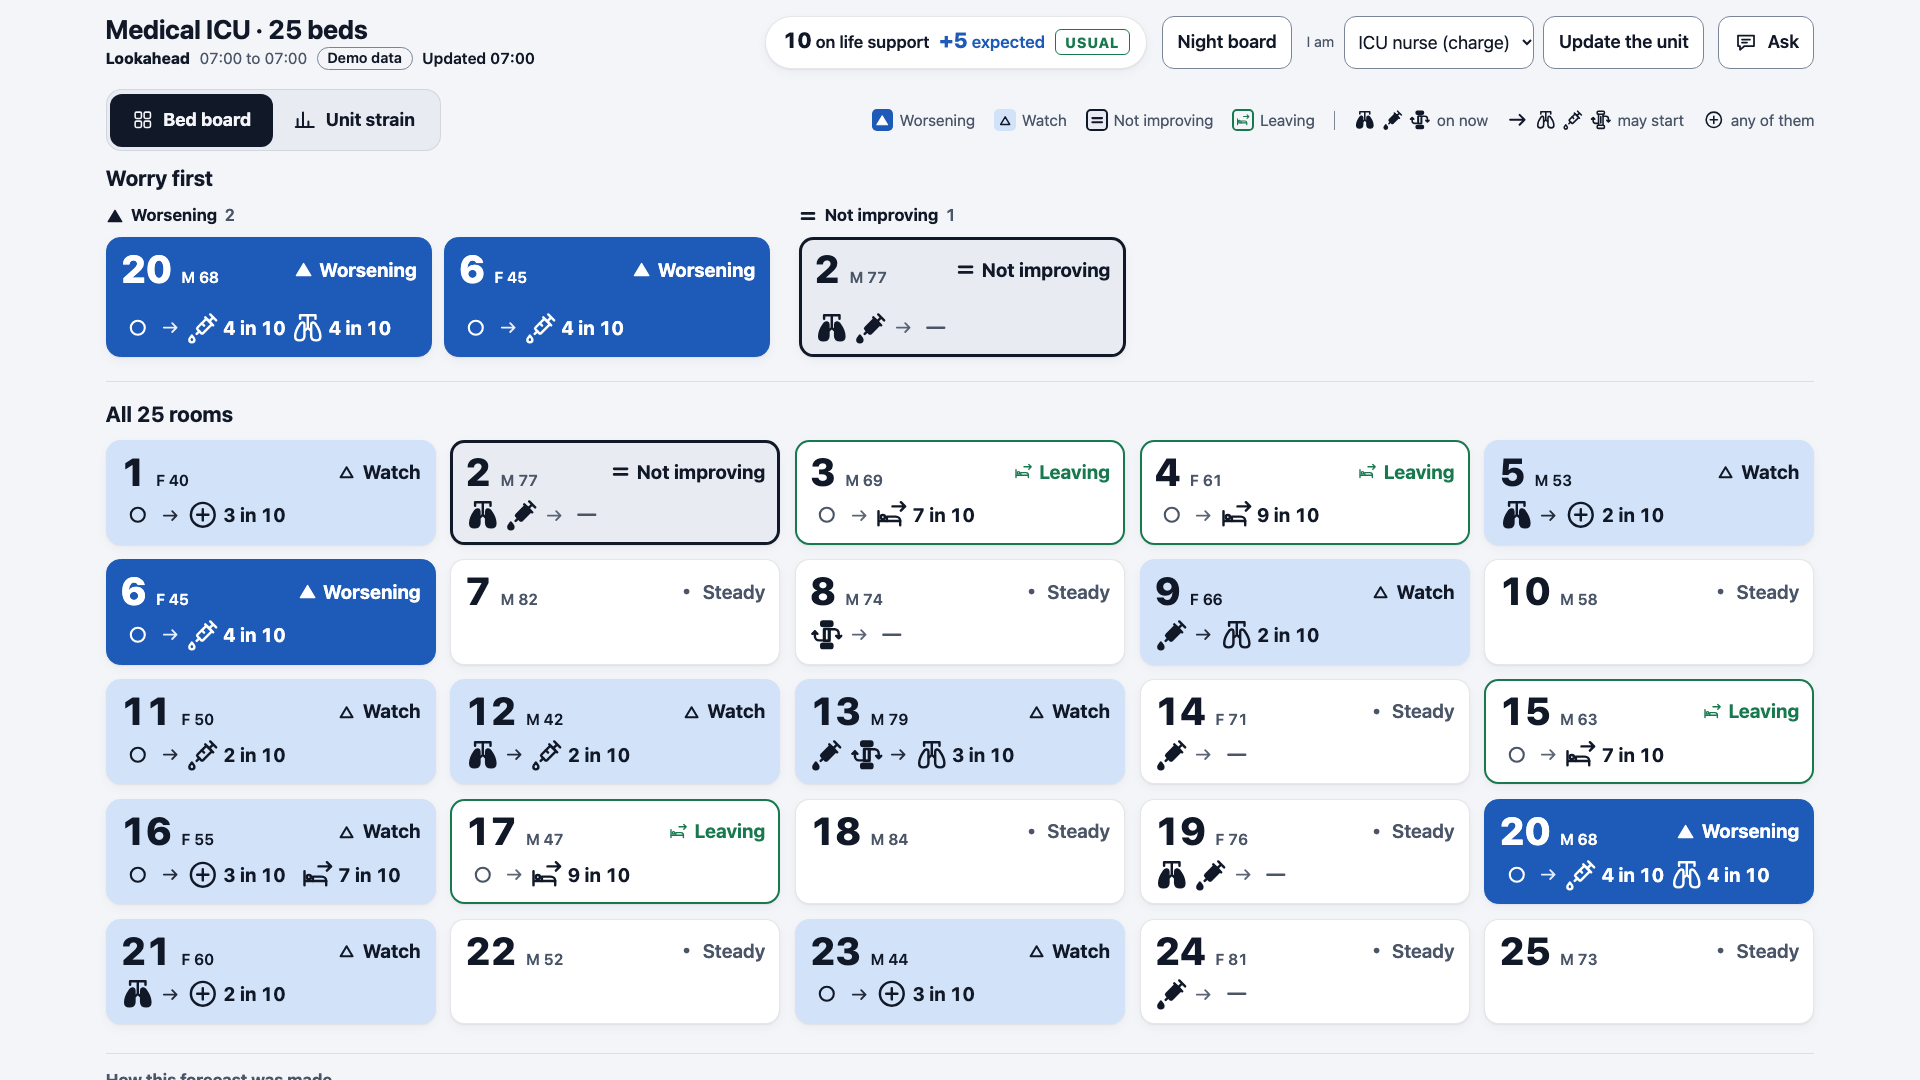 Medical ICU · 25 beds
Lookahead 07:00 to 07:00 Demo data Updated 07:00
10 on life support +5 expected USUAL
Night board
I am ICU nurse (charge)
Update the unit
Ask
Bed board
Unit strain
Worsening Watch Not improving Leaving on now → may start any of them
Worry first
Worsening 2
Not improving 1
20 M 68 Worsening
→ 4 in 10 4 in 10
6 F 45 Worsening
→ 4 in 10
2 M 77 Not improving
→ —
All 25 rooms
1 F 40 Watch
→ 3 in 10
2 M 77 Not improving
→ —
3 M 69 Leaving
→ 7 in 10
4 F 61 Leaving
→ 9 in 10
5 M 53 Watch
→ 2 in 10
6 F 45 Worsening
→ 4 in 10
7 M 82 • Steady
8 M 74 • Steady
→ —
9 F 66 Watch
→ 2 in 10
10 M 58 • Steady
11 F 50 Watch
→ 2 in 10
12 M 42 Watch
→ 2 in 10
13 M 79 Watch
→ 3 in 10
14 F 71 • Steady
→ —
15 M 63 Leaving
→ 7 in 10
16 F 55 Watch
→ 3 in 10 7 in 10
17 M 47 Leaving
→ 9 in 10
18 M 84 • Steady
19 F 76 • Steady
→ —
20 M 68 Worsening
→ 4 in 10 4 in 10
21 F 60 Watch
→ 2 in 10
22 M 52 • Steady
23 M 44 Watch
→ 3 in 10
24 F 81 • Steady
→ —
25 M 73 • Steady
How this forecast was made